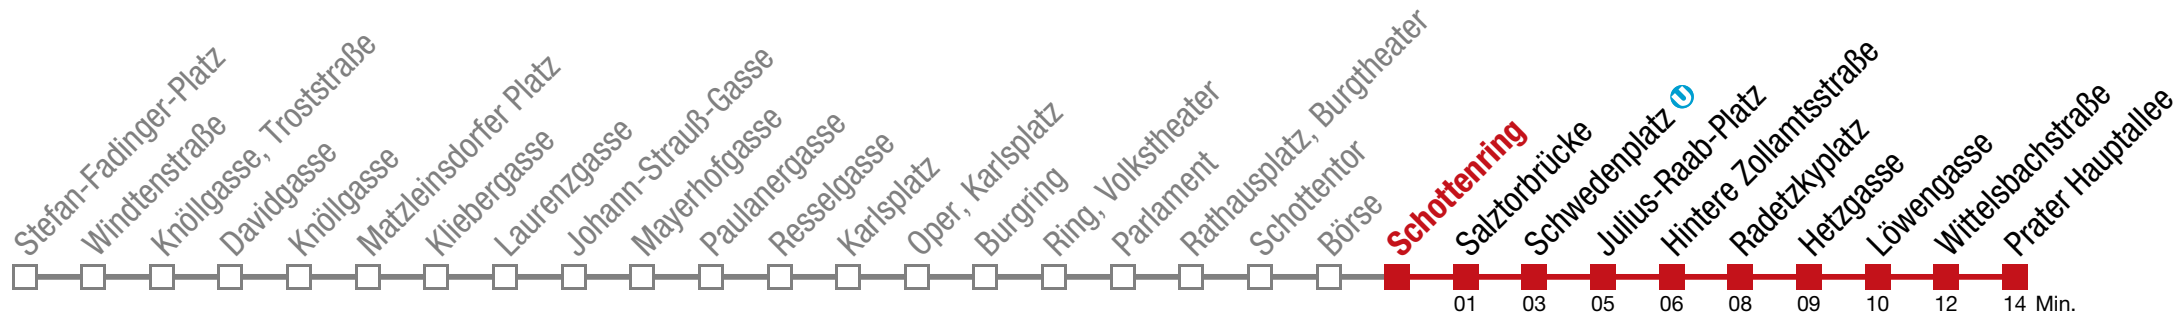 Stefan-Fadinger-Platz
Windtenstraße
Knöllgasse, Troststraße
Davidgasse
Knöllgasse
Matzleinsdorfer Platz
Kliebergasse
Laurenzgasse
Johann-Strauß-Gasse
Mayerhofgasse
Paulanergasse
Resselgasse
Karlsplatz
Oper, Karlsplatz
Burgring
Ring, Volkstheater
Parlament
Rathausplatz, Burgtheater
Schottentor
Börse
Schottenring
Salztorbrücke
Schwedenplatz U
Julius-Raab-Platz
Hintere Zollamtsstraße
Radetzkyplatz
Hetzgasse
Löwengasse
Wittelsbachstraße
Prater Hauptallee
01 03 05 06 08 09 10 12 14 Min.